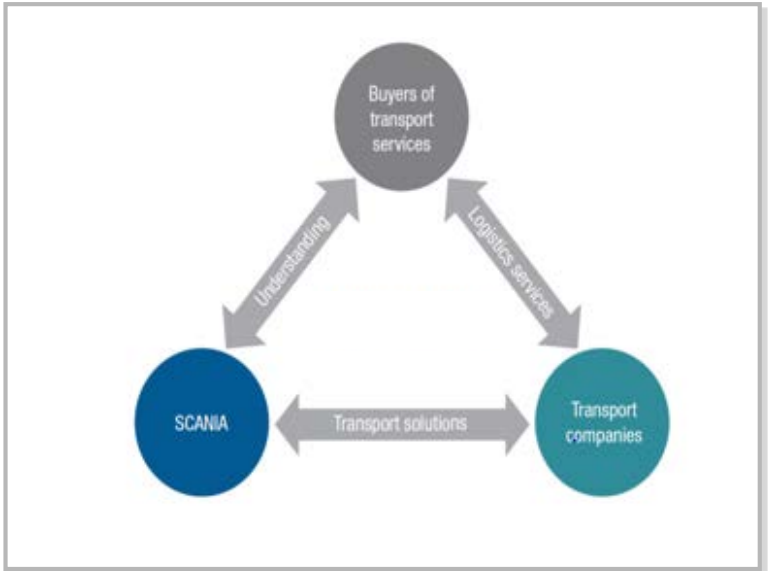 Buyers of
transport
services
Understanding
Logistics services
SCANIA
Transport solutions
Transport
companies